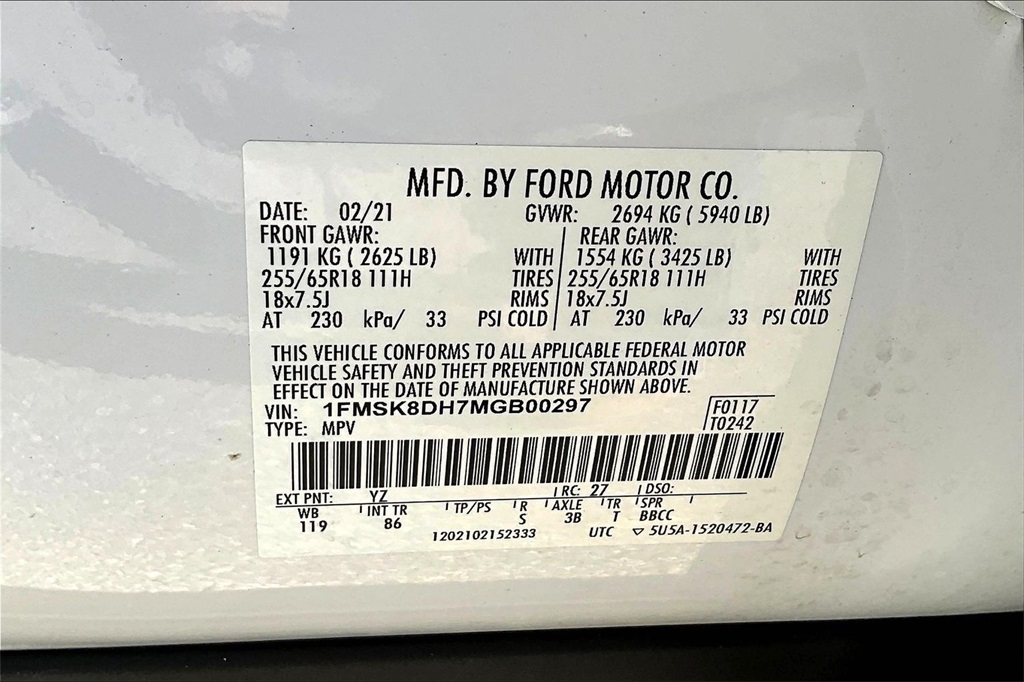 MFD. BY FORD MOTOR CO.
DATE: 02/21 GVWR: 2694 KG ( 5940 LB)
FRONT GAWR: REAR GAWR:
1191 KG ( 2625 LB) WITH 1554 KG ( 3425 LB) WITH
255/65R18 111H TIRES 255/65R18 111H TIRES
18x7.5J RIMS 18x7.5J RIMS
AT 230 kPa/ 33 PSI COLD AT 230 kPa/ 33 PSI COLD
THIS VEHICLE CONFORMS TO ALL APPLICABLE FEDERAL MOTOR
VEHICLE SAFETY AND THEFT PREVENTION STANDARDS IN
EFFECT ON THE DATE OF MANUFACTURE SHOWN ABOVE.
VIN: 1FMSK8DH7MGB00297 F0117
TYPE: MPV T0242
EXT PNT: YZ RC: 27 DSO:
WB INT TR TP/PS R AXLE TR SPR
119 86 S 3B T BBCC
1202102152333 UTC ▽ 5U5A-1520472-BA